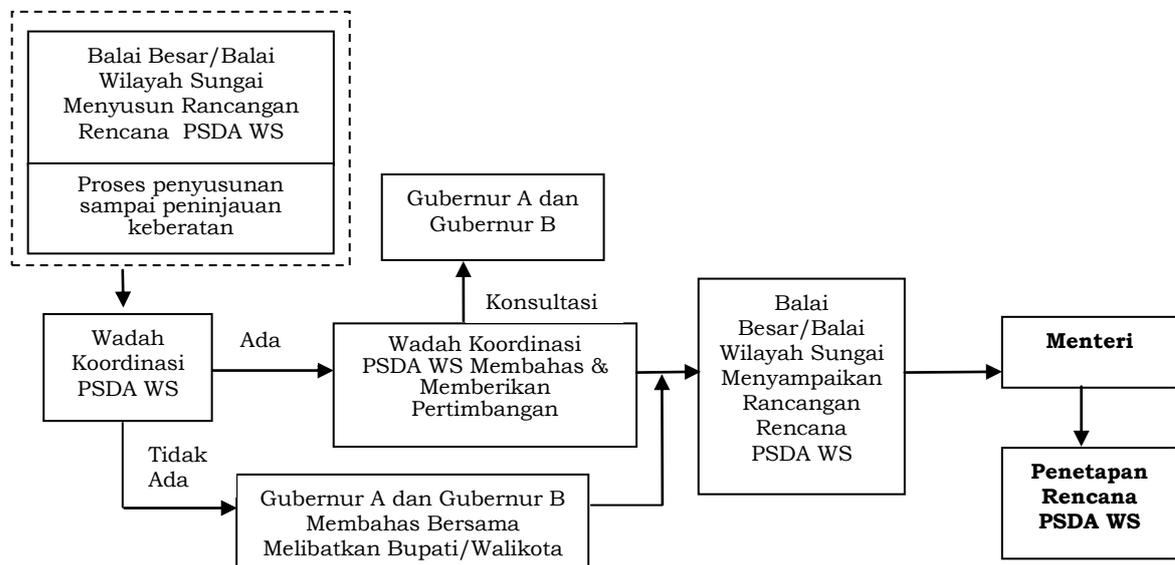 Balai Besar/Balai
Wilayah Sungai
Menyusun Rancangan
Rencana PSDA WS
Proses penyusunan
sampai peninjauan
keberatan
Gubernur A dan
Gubernur B
Konsultasi
Wadah
Koordinasi
PSDA WS
Ada
Wadah Koordinasi
PSDA WS Membahas &
Memberikan
Pertimbangan
Balai
Besar/Balai
Wilayah Sungai
Menyampaikan
Rancangan
Rencana
PSDA WS
Menteri
Tidak
Ada
Gubernur A dan Gubernur B
Membahas Bersama
Melibatkan Bupati/Walikota
Penetapan
Rencana
PSDA WS